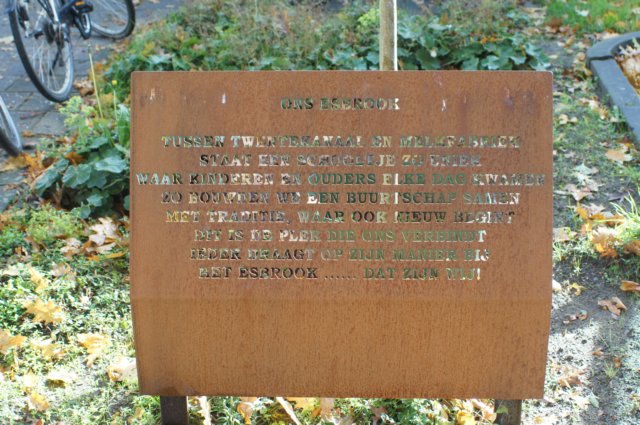 ONS ESBROOK
TUSSEN TWENTEKANAAL EN MELKFABRIEK
STAAT EEN SCHOOLTJE ZO UNIEK
WAAR KINDEREN EN OUDERS ELKE DAG KWAMEN
ZO BOUWDEN WE EEN BUURTSCHAP SAMEN
MET TRADITIE, WAAR OOK NIEUW BEGINT
DIT IS DE PLEK DIE ONS VERBINDT
IEDER DRAAGT OP ZIJN MANIER BIJ
HET ESBROOK ...... DAT ZIJN WIJ!